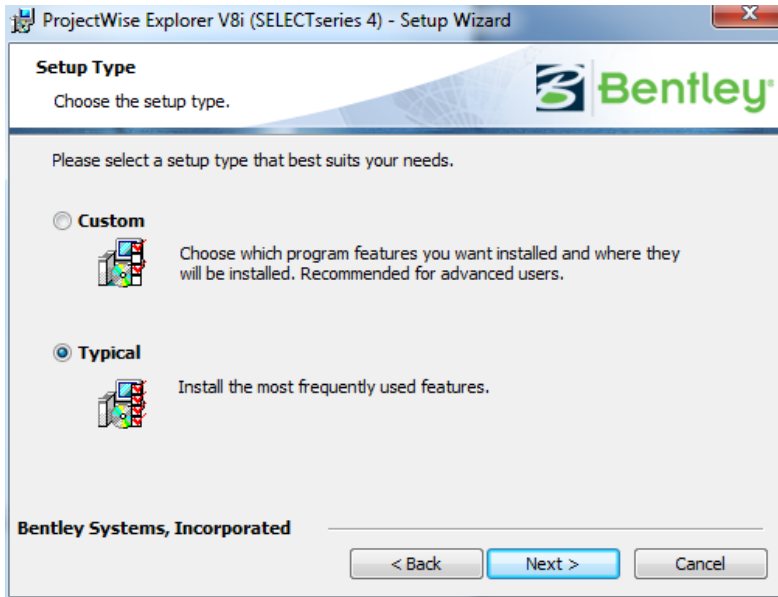 ProjectWise Explorer V8i (SELECTseries 4) - Setup Wizard
Setup Type
Choose the setup type.
Bentley®
Please select a setup type that best suits your needs.
Custom
Choose which program features you want installed and where they
will be installed. Recommended for advanced users.
Typical
Install the most frequently used features.
Bentley Systems, Incorporated
< Back Next > Cancel